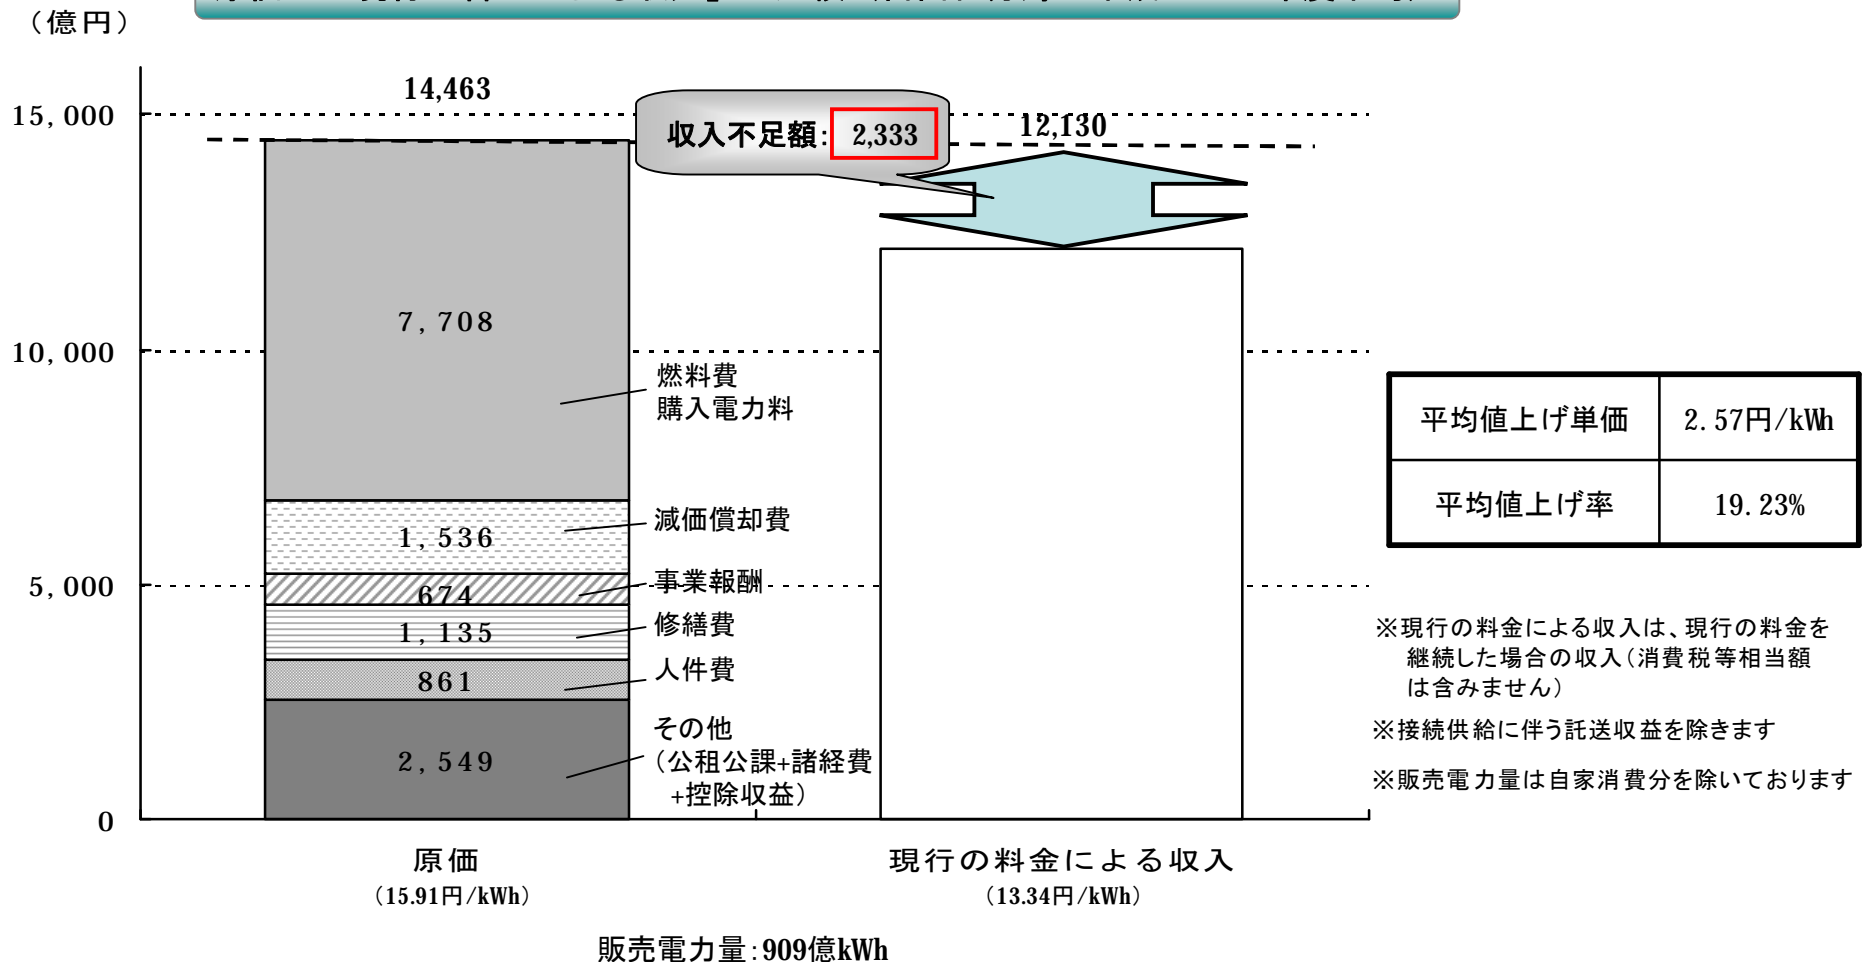 （億円）
14,463
15,000
収入不足額: 2,333
12,130
7,708
10,000
燃料費
購入電力料
平均値上げ単価 2.57円/kWh
平均値上げ率 19.23%
減価償却費
1,536
5,000
事業報酬
674
修繕費
1,135
人件費
861
その他
（公租公課+諸経費
+控除収益）
2,549
0
※現行の料金による収入は、現行の料金を
継続した場合の収入（消費税等相当額
は含みません）
※接続供給に伴う託送収益を除きます
※販売電力量は自家消費分を除いております
原価
（15.91円/kWh）
現行の料金による収入
（13.34円/kWh）
販売電力量:909億kWh